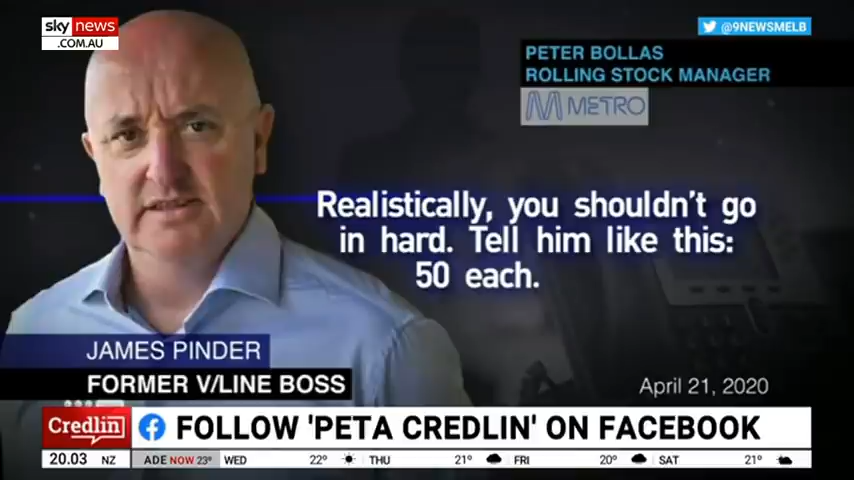 sky news
.COM.AU
@9NEWSMELB
PETER BOLLAS
ROLLING STOCK MANAGER
METRO
Realistically, you shouldn't go
in hard. Tell him like this:
50 each.
JAMES PINDER
FORMER V/LINE BOSS
April 21, 2020
Credlin
FOLLOW 'PETA CREDLIN' ON FACEBOOK
20.03 NZ ADE NOW 23° WED 22° THU 21° FRI 20° SAT 21°